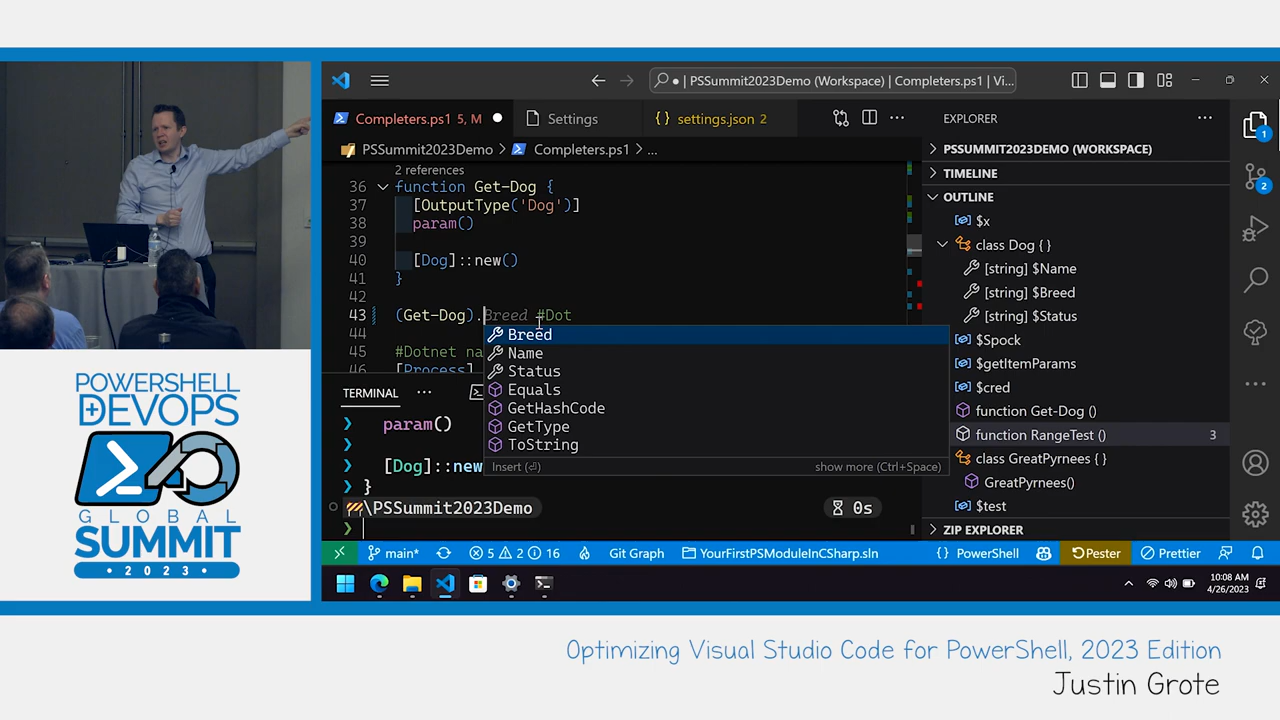 ● | PSSummit2023Demo (Workspace) | Completers.ps1 | Vi...
Completers.ps1 5, M
Settings
{} settings.json 2
...
PSSummit2023Demo > Completers.ps1 > ...
2 references
36 function Get-Dog {
37 [OutputType('Dog')]
38 param()
39
40 [Dog]::new()
41 }
42
43 (Get-Dog).Breed #Dot
44
45 #Dotnet na
46 [Process]
Breed
Name
Status
Equals
GetHashCode
GetType
ToString
Insert (⏎) show more (Ctrl+Space)
TERMINAL ...
❯ param()
❯
❯ [Dog]::new
❯ }
\PSSummit2023Demo
0s
❯
EXPLORER ...
PSSUMMIT2023DEMO (WORKSPACE)
TIMELINE
OUTLINE
$x
class Dog { }
[string] $Name
[string] $Breed
[string] $Status
$Spock
$getItemParams
$cred
function Get-Dog ()
function RangeTest () 3
class GreatPyrnees { }
GreatPyrnees()
$test
ZIP EXPLORER
1
2
main* 5 2 16 Git Graph YourFirstPSModuleInCSharp.sln {} PowerShell Pester Prettier
10:08 AM
4/26/2023
POWERSHELL
+DEVOPS
GLOBAL
SUMMIT
• 2023 •
Optimizing Visual Studio Code for PowerShell, 2023 Edition
Justin Grote